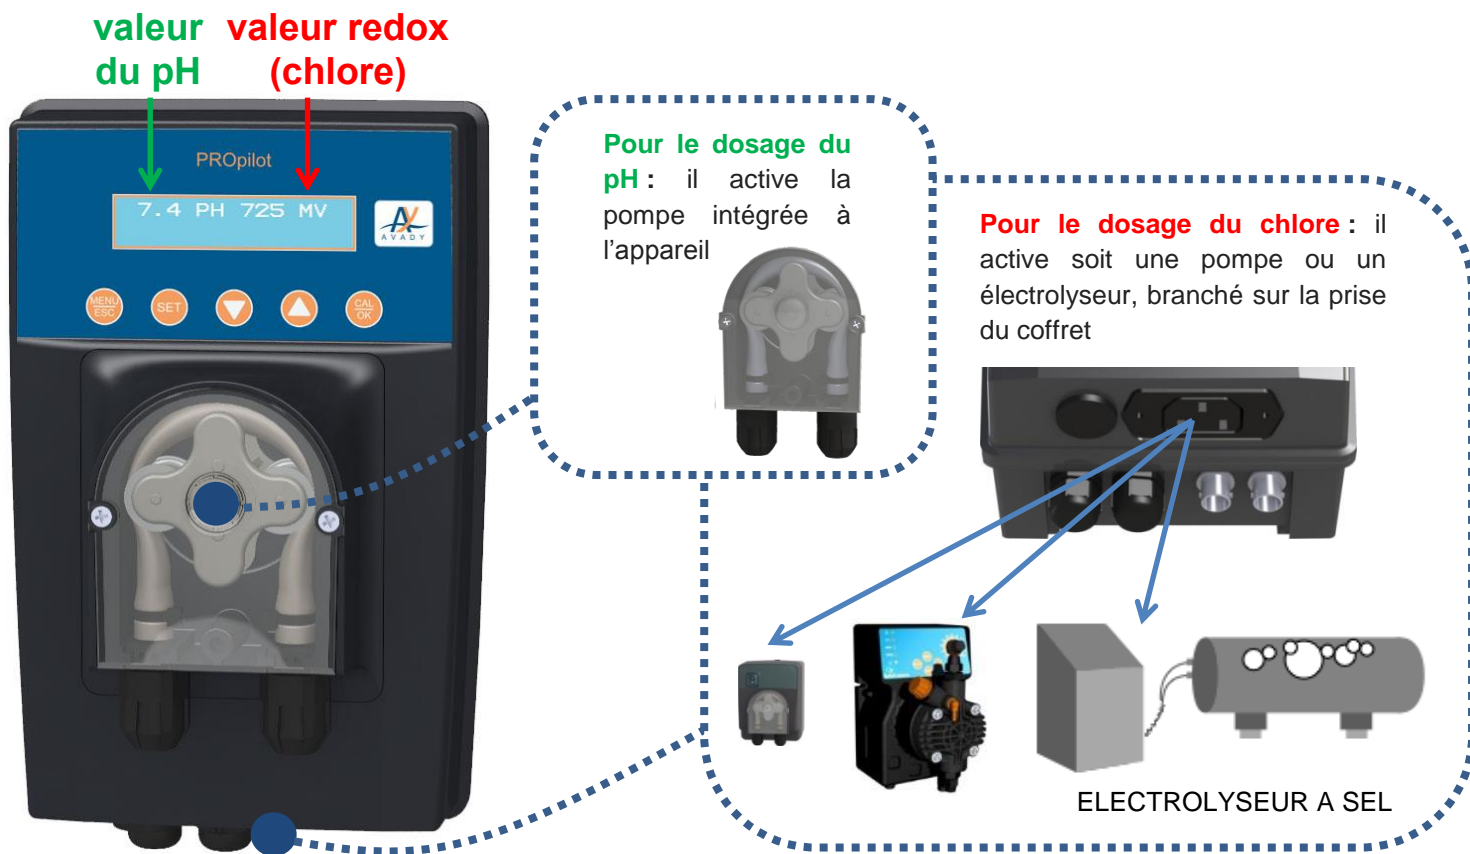 valeur du pH
valeur redox (chlore)
PROpilot
7.4 PH 725 MV
AVADY
MENU ESC
SET
CAL OK
Pour le dosage du
pH : il active la
pompe intégrée à
l'appareil
Pour le dosage du chlore : il
active soit une pompe ou un
électrolyseur, branché sur la prise
du coffret
ELECTROLYSEUR A SEL